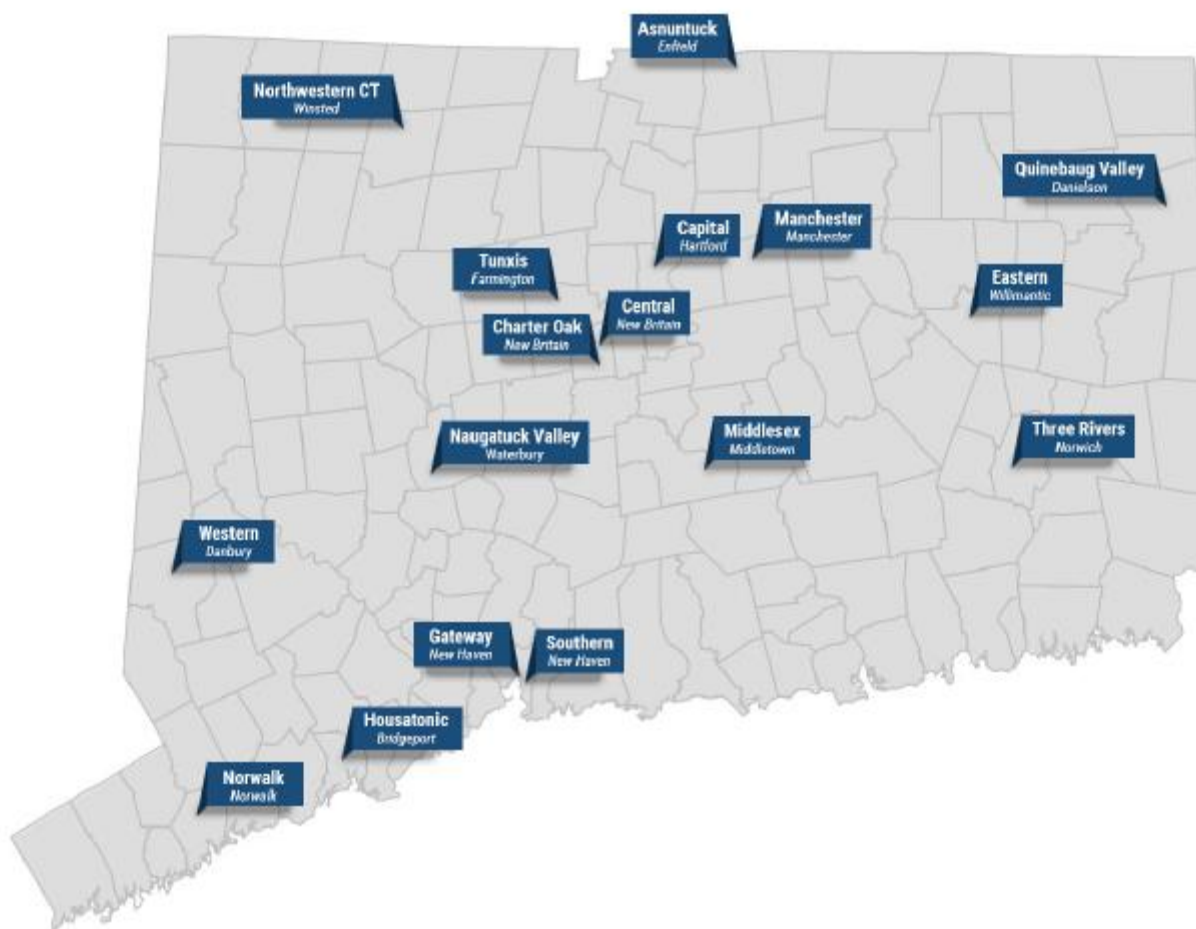 Asnuntuck
Enfield
Northwestern CT
Winsted
Quinebaug Valley
Danielson
Capital
Hartford
Manchester
Manchester
Tunxis
Farmington
Eastern
Willimantic
Central
New Britain
Charter Oak
New Britain
Naugatuck Valley
Waterbury
Middlesex
Middletown
Three Rivers
Norwich
Western
Danbury
Gateway
New Haven
Southern
New Haven
Housatonic
Bridgeport
Norwalk
Norwalk